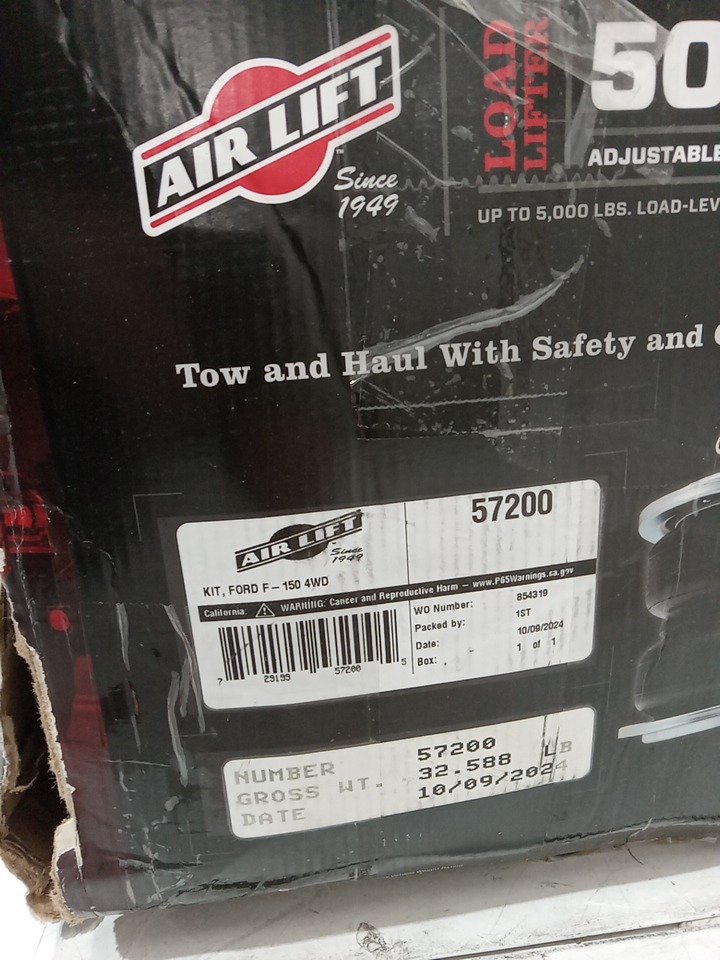 AIR LIFT
™
Since
1949
LOAD
LIFTER
50
ADJUSTABLE
UP TO 5,000 LBS. LOAD-LEV
Tow and Haul With Safety and
AIR LIFT
Since
1949
57200
KIT, FORD F-150 4WD
California: WARNING: Cancer and Reproductive Harm - www.P65Warnings.ca.gov
WO Number: 854319
Packed by: 1ST
Date: 10/09/2024
Box: 1 of 1
7 29199 57200 5
NUMBER 57200
GROSS WT. 32.588 LB
DATE 10/09/2024